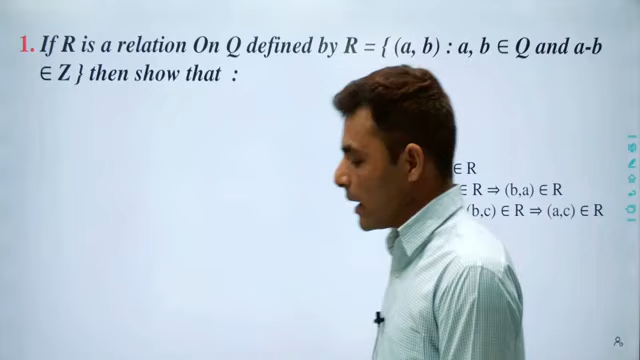 1. If R is a relation On Q defined by R = { (a, b) : a, b ∈ Q and a-b
∈ Z } then show that :
∈ R
∈ R ⇒ (b,a) ∈ R
(b,c) ∈ R ⇒ (a,c) ∈ R